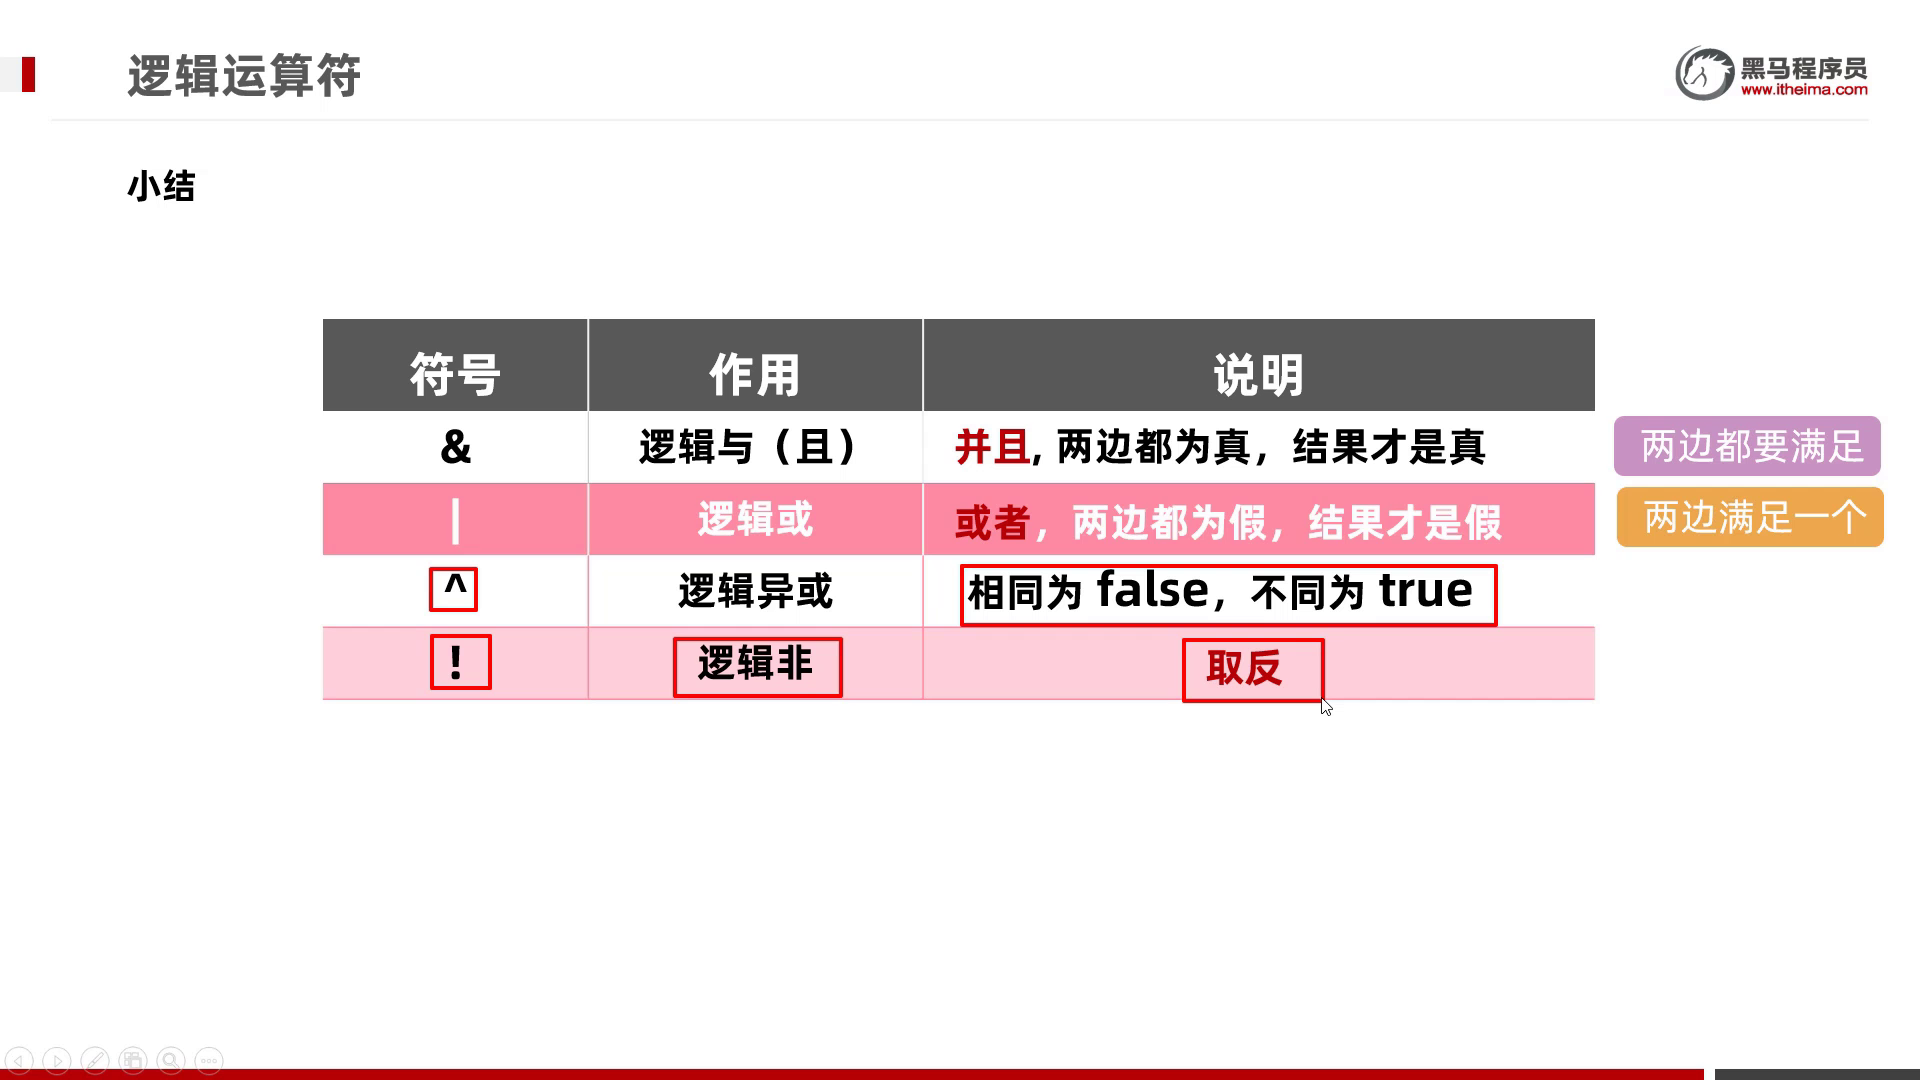 逻辑运算符
黑马程序员
www.itheima.com
小结
符号 作用 说明
& 逻辑与（且） 并且, 两边都为真，结果才是真 两边都要满足
| 逻辑或 或者，两边都为假，结果才是假 两边满足一个
^ 逻辑异或 相同为 false，不同为 true
! 逻辑非 取反